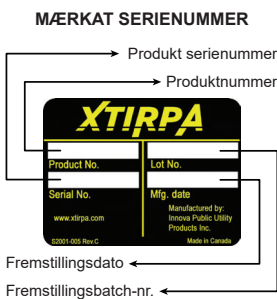 MÆRKAT SERIENUMMER
Produkt serienummer
Produktnummer
XTIRPA
Product No.
Lot No.
Serial No.
Mfg. date
www.xtirpa.com
Manufactured by:
Innova Public Utility
Products Inc.
S2001-005 Rev.C
Made in Canada
Fremstillingsdato
Fremstillingsbatch-nr.